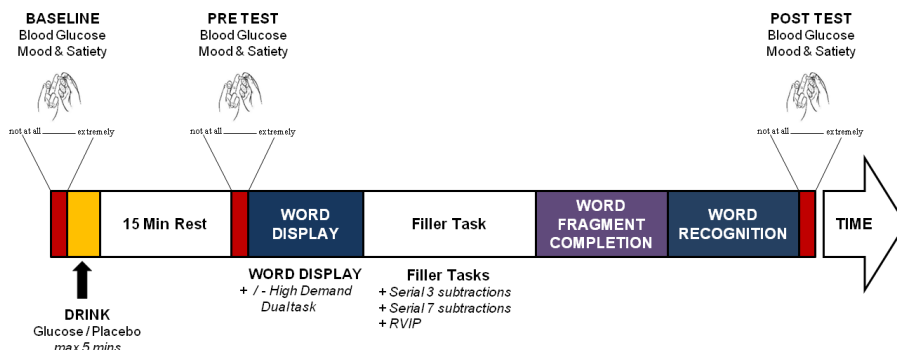 BASELINE
Blood Glucose
Mood & Satiety
not at all ________ extremely
PRE TEST
Blood Glucose
Mood & Satiety
not at all ________ extremely
POST TEST
Blood Glucose
Mood & Satiety
not at all ________ extremely
15 Min Rest
WORD
DISPLAY
Filler Task
WORD
FRAGMENT
COMPLETION
WORD
RECOGNITION
TIME
DRINK
Glucose / Placebo
max 5 mins
WORD DISPLAY
+ / - High Demand
Dualtask
Filler Tasks
+ Serial 3 subtractions
+ Serial 7 subtractions
+ RVIP